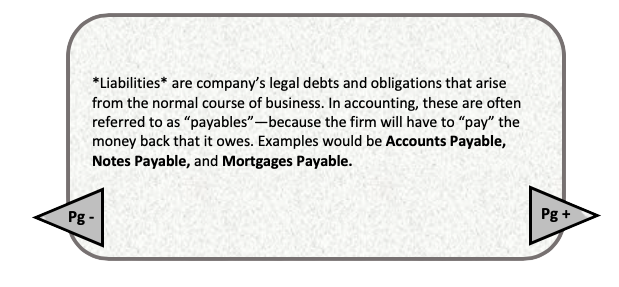 *Liabilities* are company’s legal debts and obligations that arise
from the normal course of business. In accounting, these are often
referred to as “payables”—because the firm will have to “pay” the
money back that it owes. Examples would be Accounts Payable,
Notes Payable, and Mortgages Payable.
Pg -
Pg +